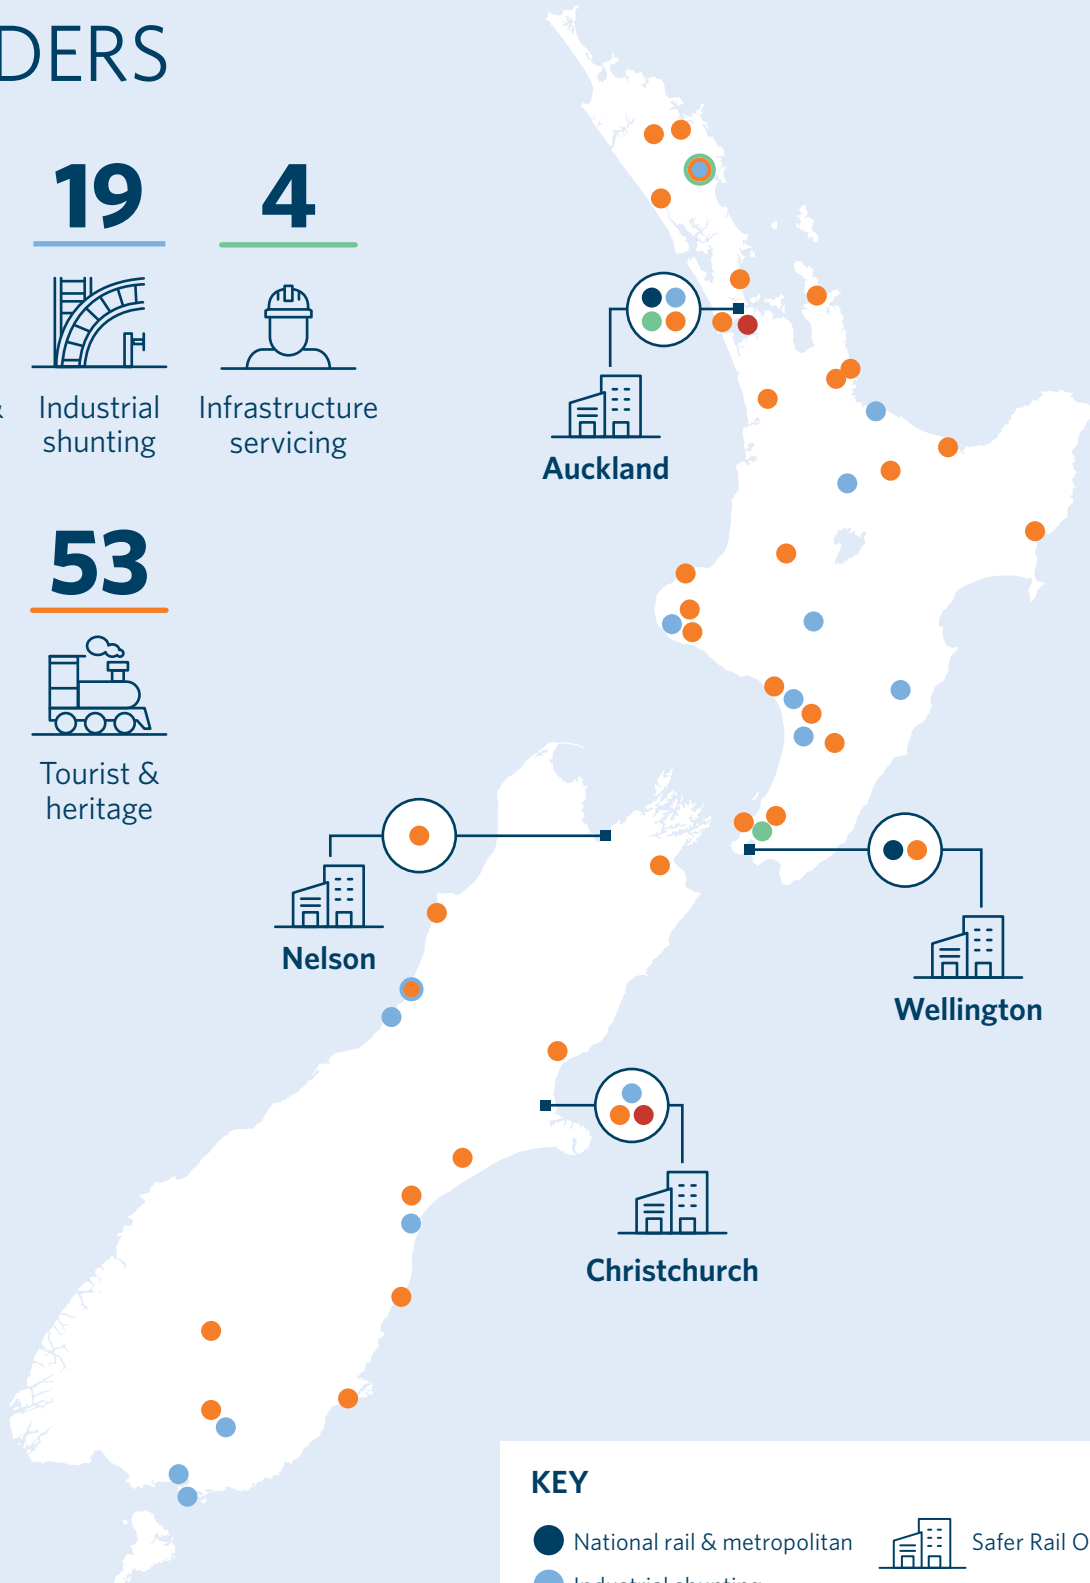 19
4
Industrial
shunting
Infrastructure
servicing
53
Tourist &
heritage
Auckland
Nelson
Wellington
Christchurch
KEY
National rail & metropolitan
Safer Rail